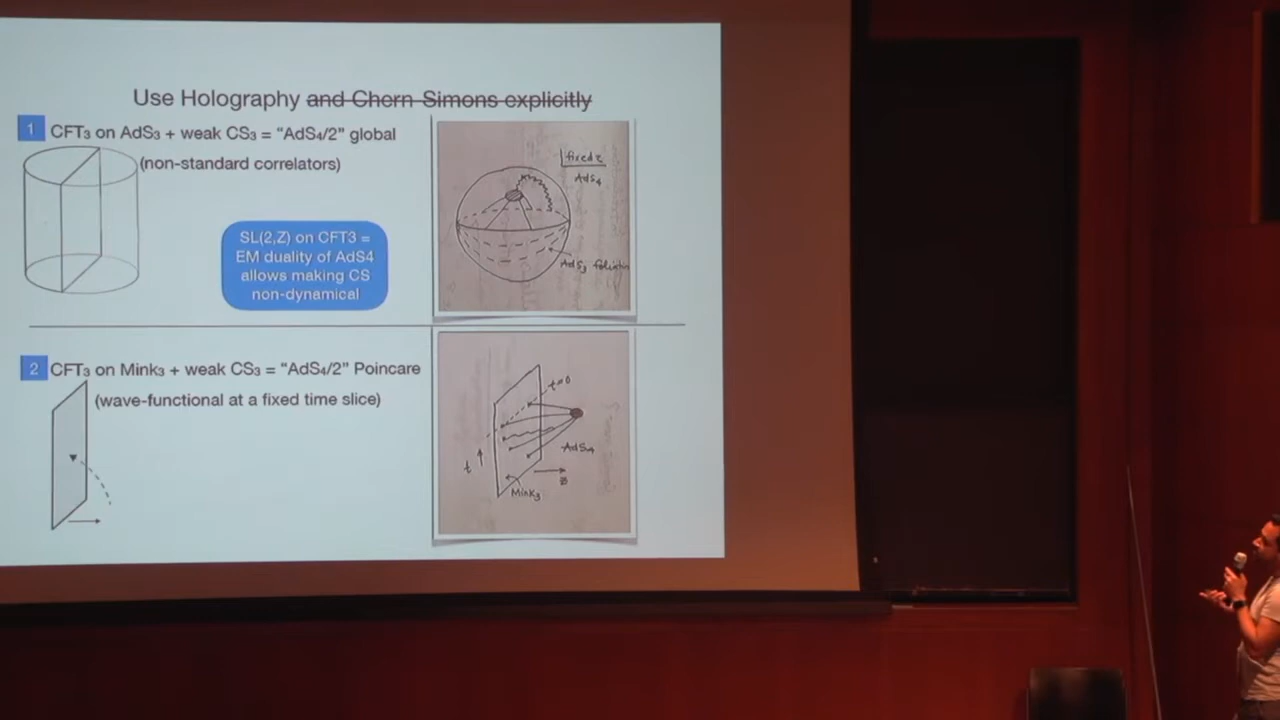 Use Holography and Chern-Simons explicitly
1 CFT₃ on AdS₃ + weak CS₃ = “AdS₄/2” global
(non-standard correlators)
SL(2,Z) on CFT3 =
EM duality of AdS4
allows making CS
non-dynamical
fixed τ
AdS₄
AdS₃ foliation
2 CFT₃ on Mink₃ + weak CS₃ = “AdS₄/2” Poincare
(wave-functional at a fixed time slice)
t=0
AdS₄
t
z
Mink₃